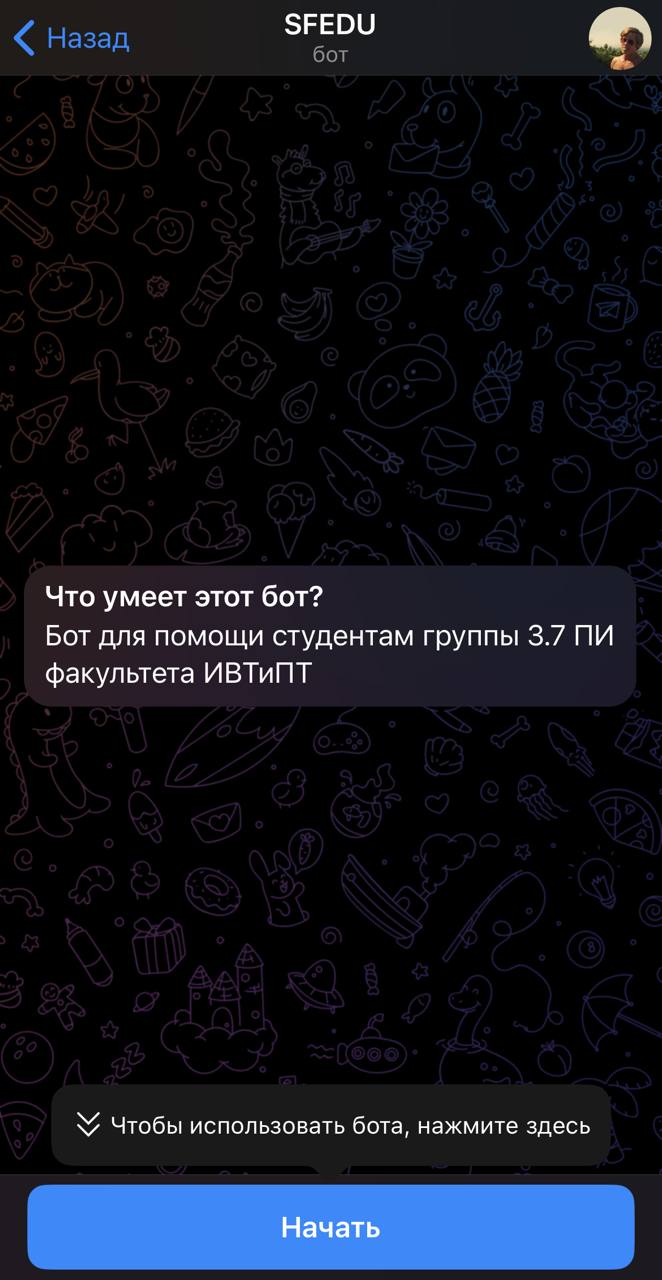 Назад
SFEDU
бот
Что умеет этот бот?
Бот для помощи студентам группы 3.7 ПИ
факультета ИВТиПТ
Чтобы использовать бота, нажмите здесь
Начать